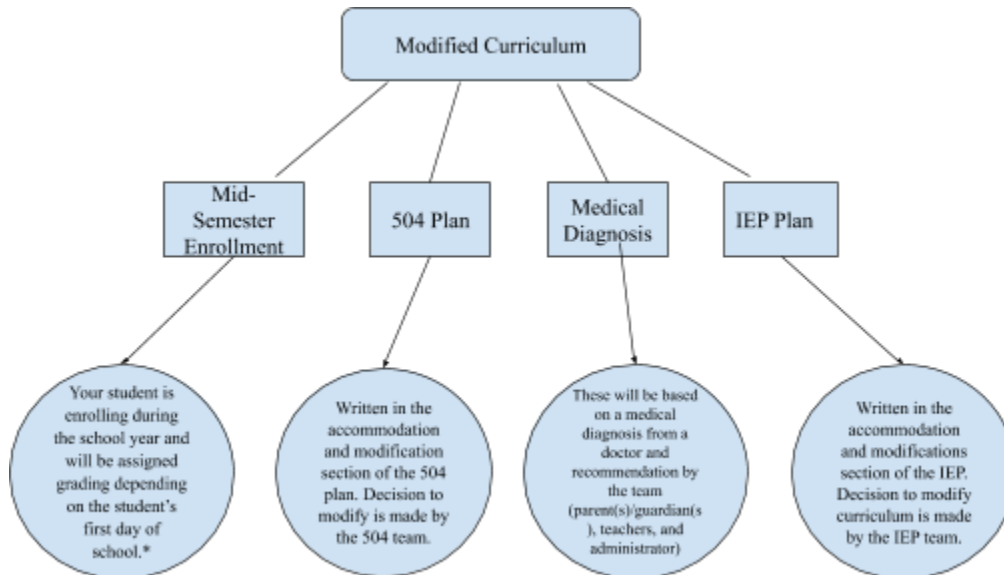 Modified Curriculum
Mid-
Semester
Enrollment
504 Plan
Medical
Diagnosis
IEP Plan
Your student is
enrolling during
the school year and
will be assigned
grading depending
on the student's
first day of
school.*
Written in the
accommodation
and modification
section of the 504
plan. Decision to
modify is made by
the 504 team.
These will be based
on a medical
diagnosis from a
doctor and
recommendation by
the team
(parent(s)/guardian(s
), teachers, and
administrator)
Written in the
accommodation
and modifications
section of the IEP.
Decision to modify
curriculum is made
by the IEP team.